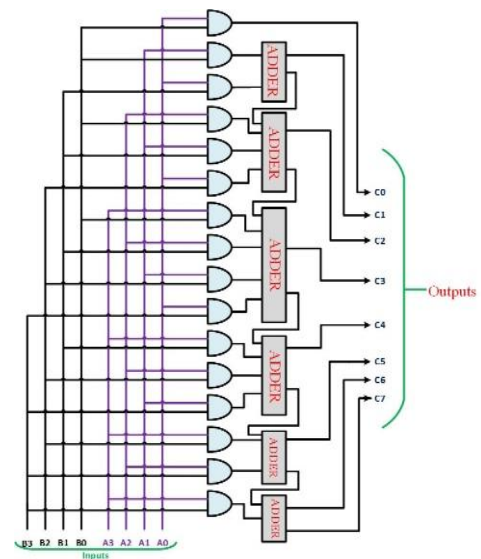 ADDER
ADDER
ADDER
ADDER
ADDER
ADDER
C0
C1
C2
C3
C4
C5
C6
C7
Outputs
B3 B2 B1 B0 A3 A2 A1 A0
Inputs